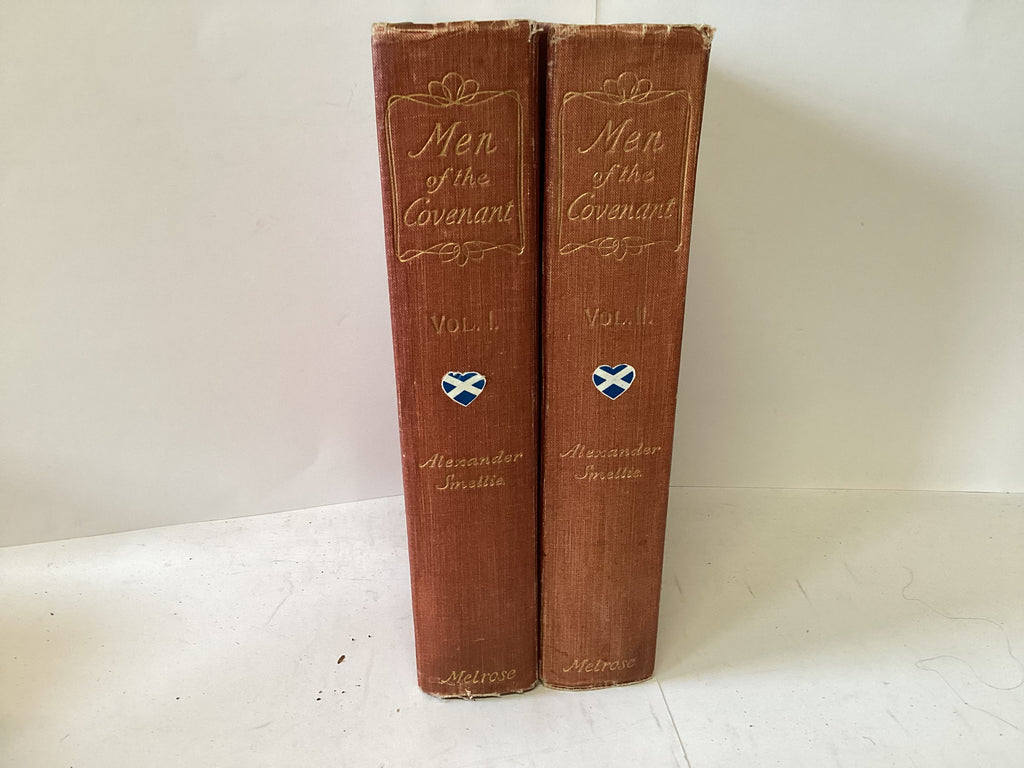 Men
of the
Covenant
VOL. I.
Alexander
Smellie
Melrose
Men
of the
Covenant
VOL. II.
Alexander
Smellie
Melrose